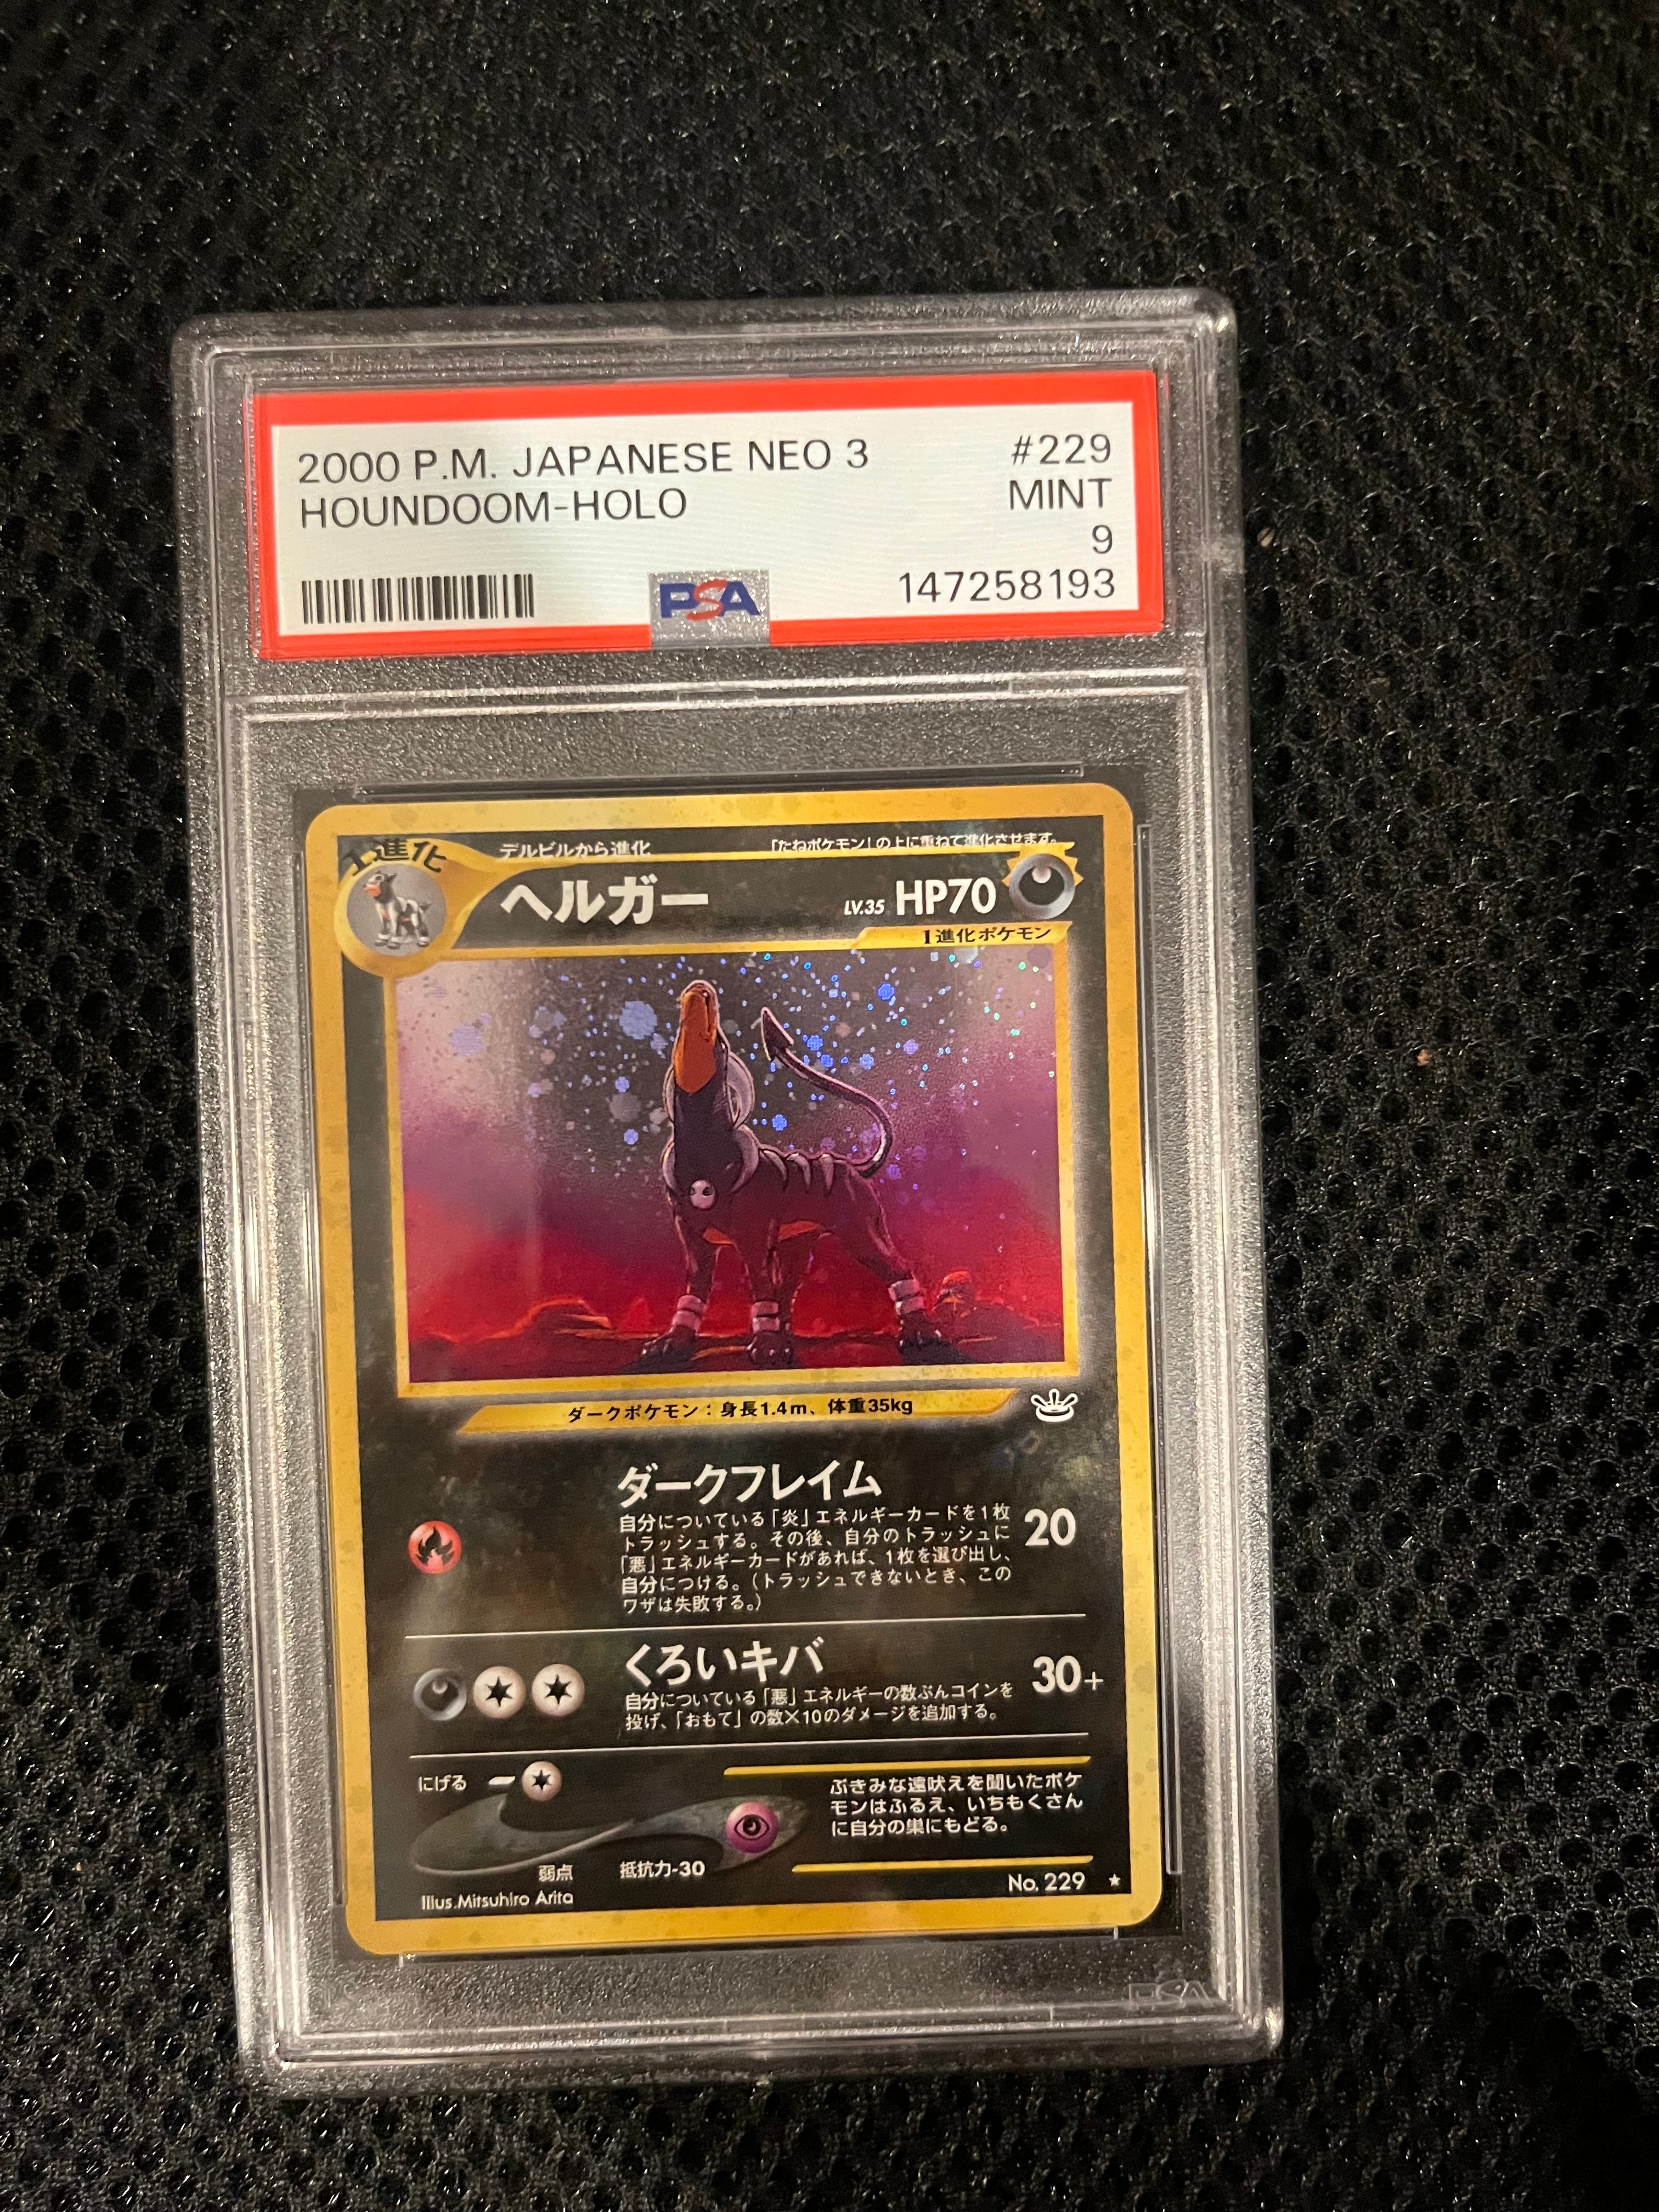 2000 P.M. JAPANESE NEO 3 #229
HOUNDOOM-HOLO MINT
9
PSA 147258193
1進化
デルビルから進化 「たねポケモン」の上に重ねて進化させます。
ヘルガー LV.35 HP70
1進化ポケモン
ダークポケモン：身長1.4m、体重35kg
ダークフレイム
自分についている「炎」エネルギーカードを1枚
トラッシュする。その後、自分のトラッシュに
「悪」エネルギーカードがあれば、1枚を選び出し、
自分につける。（トラッシュできないとき、この
ワザは失敗する。）
20
くろいキバ
自分についている「悪」エネルギーの数ぶんコインを
投げ、「おもて」の数×10のダメージを追加する。
30+
にげる
弱点 抵抗力-30
ぶきみな遠吠えを聞いたポケ
モンはふるえ、いちもくさん
に自分の巣にもどる。
Illus.Mitsuhiro Arita
No. 229 ★
PSA